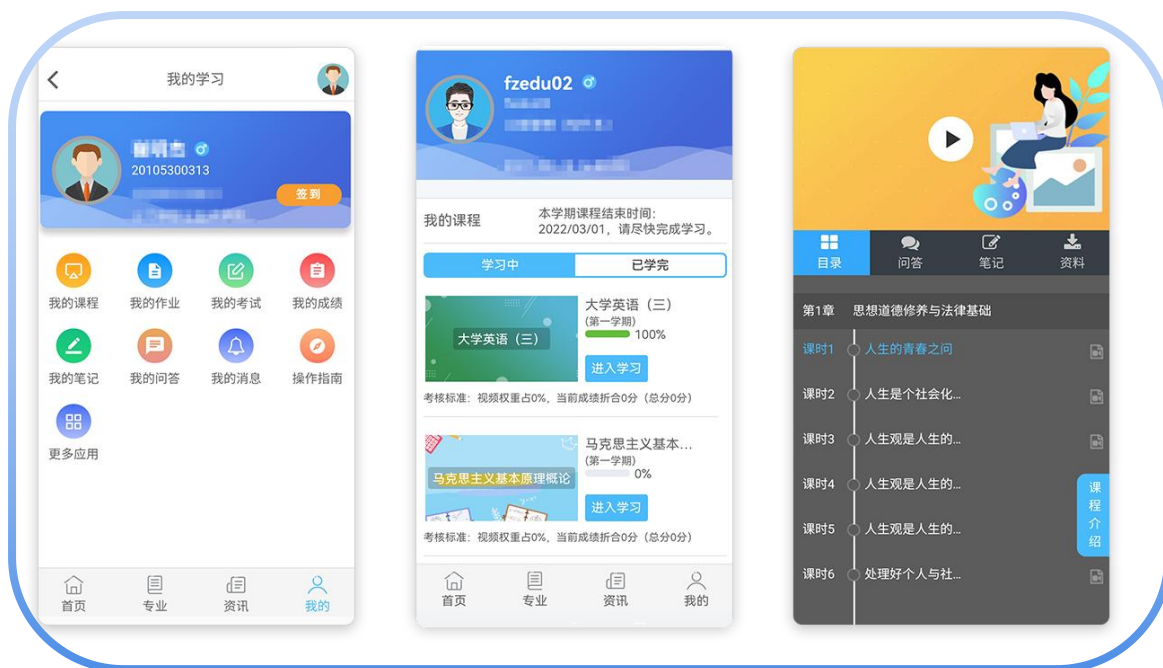 我的学习
20105300313
签到
我的课程
我的作业
我的考试
我的成绩
我的笔记
我的问答
我的消息
操作指南
更多应用
首页
专业
资讯
我的
fzedu02
我的课程
本学期课程结束时间：
2022/03/01，请尽快完成学习。
学习中
已学完
大学英语（三）
大学英语（三）
(第一学期)
100%
进入学习
考核标准：视频权重占0%，当前成绩折合0分（总分0分）
马克思主义基本原理概论
马克思主义基本...
(第一学期)
0%
进入学习
考核标准：视频权重占0%，当前成绩折合0分（总分0分）
首页
专业
资讯
我的
目录
问答
笔记
资料
第1章 思想道德修养与法律基础
课时1 人生的青春之问
课时2 人生是个社会化...
课时3 人生观是人生的...
课时4 人生观是人生的...
课时5 人生观是人生的...
课时6 处理好个人与社...
课程介绍